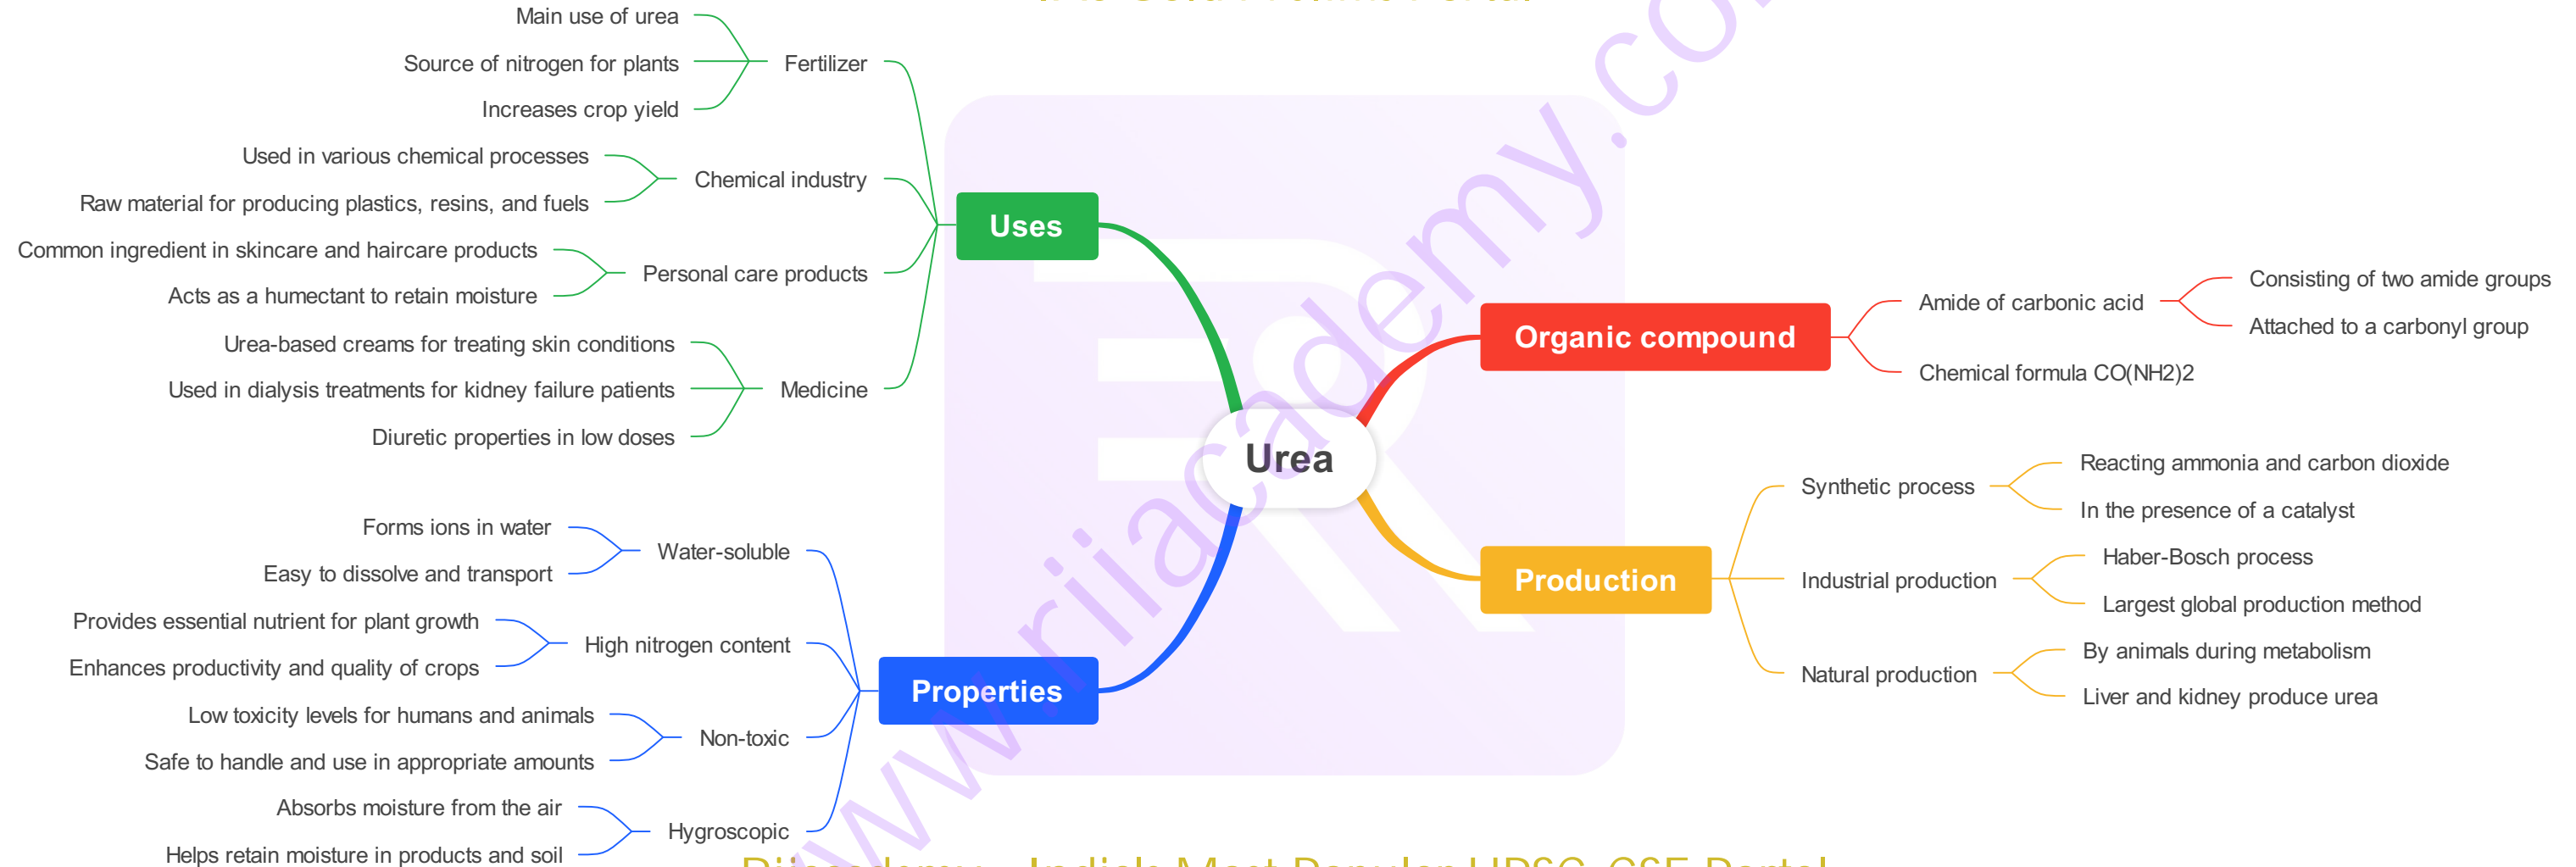 Main use of urea
Source of nitrogen for plants
Increases crop yield
Fertilizer
Used in various chemical processes
Raw material for producing plastics, resins, and fuels
Chemical industry
Common ingredient in skincare and haircare products
Acts as a humectant to retain moisture
Personal care products
Urea-based creams for treating skin conditions
Used in dialysis treatments for kidney failure patients
Diuretic properties in low doses
Medicine
Uses
Forms ions in water
Easy to dissolve and transport
Water-soluble
Provides essential nutrient for plant growth
Enhances productivity and quality of crops
High nitrogen content
Low toxicity levels for humans and animals
Safe to handle and use in appropriate amounts
Non-toxic
Absorbs moisture from the air
Helps retain moisture in products and soil
Hygroscopic
Properties
Urea
Organic compound
Amide of carbonic acid
Consisting of two amide groups
Attached to a carbonyl group
Chemical formula CO(NH2)2
Production
Synthetic process
Reacting ammonia and carbon dioxide
In the presence of a catalyst
Industrial production
Haber-Bosch process
Largest global production method
Natural production
By animals during metabolism
Liver and kidney produce urea